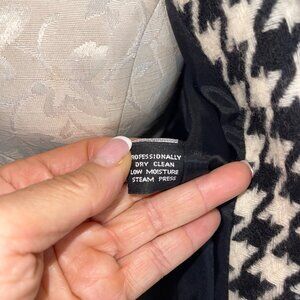 PROFESSIONALLY
DRY CLEAN
LOW MOISTURE
STEAM PRESS